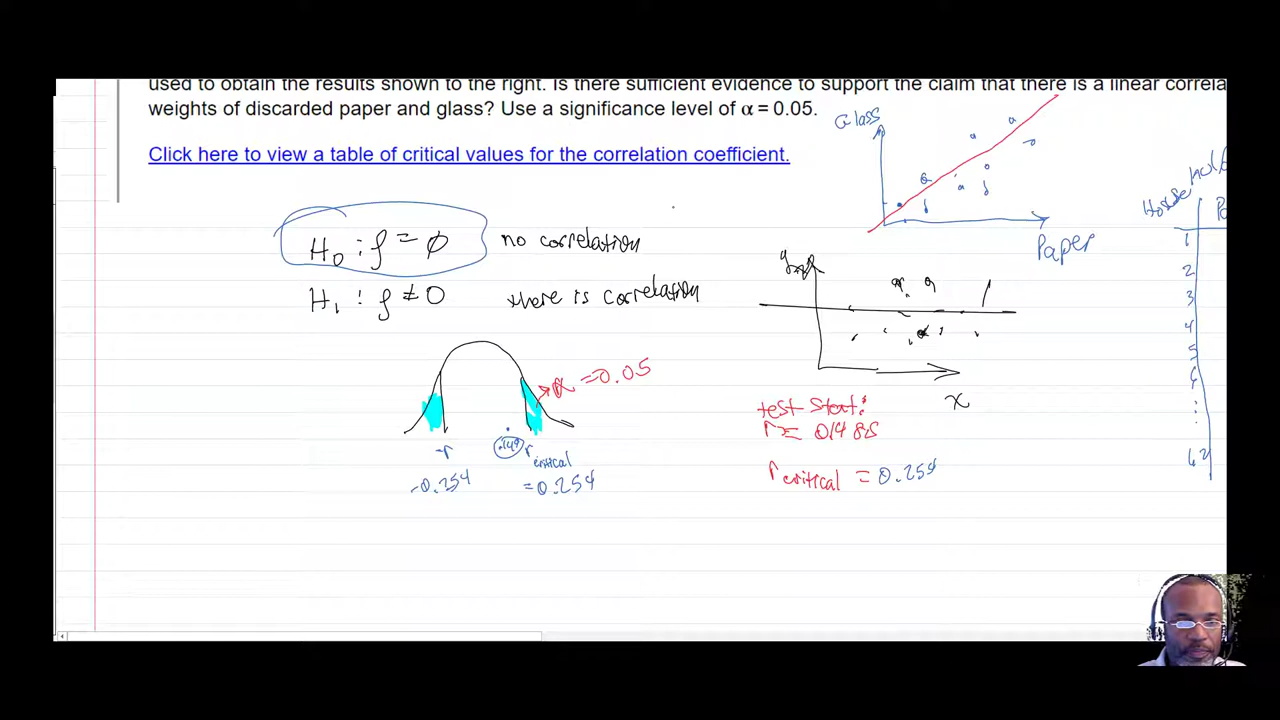 used to obtain the results shown to the right. Is there sufficient evidence to support the claim that there is a linear correla
weights of discarded paper and glass? Use a significance level of α = 0.05.
Click here to view a table of critical values for the correlation coefficient.
Glass
Paper
Household
1
2
3
4
5
6
⋮
62
H₀ : ρ = 0 no correlation
H₁ : ρ ≠ 0 there is correlation
α = 0.05
-r
-0.254
.149
r critical
= 0.254
x
test stat:
r =
r critical = 0.254